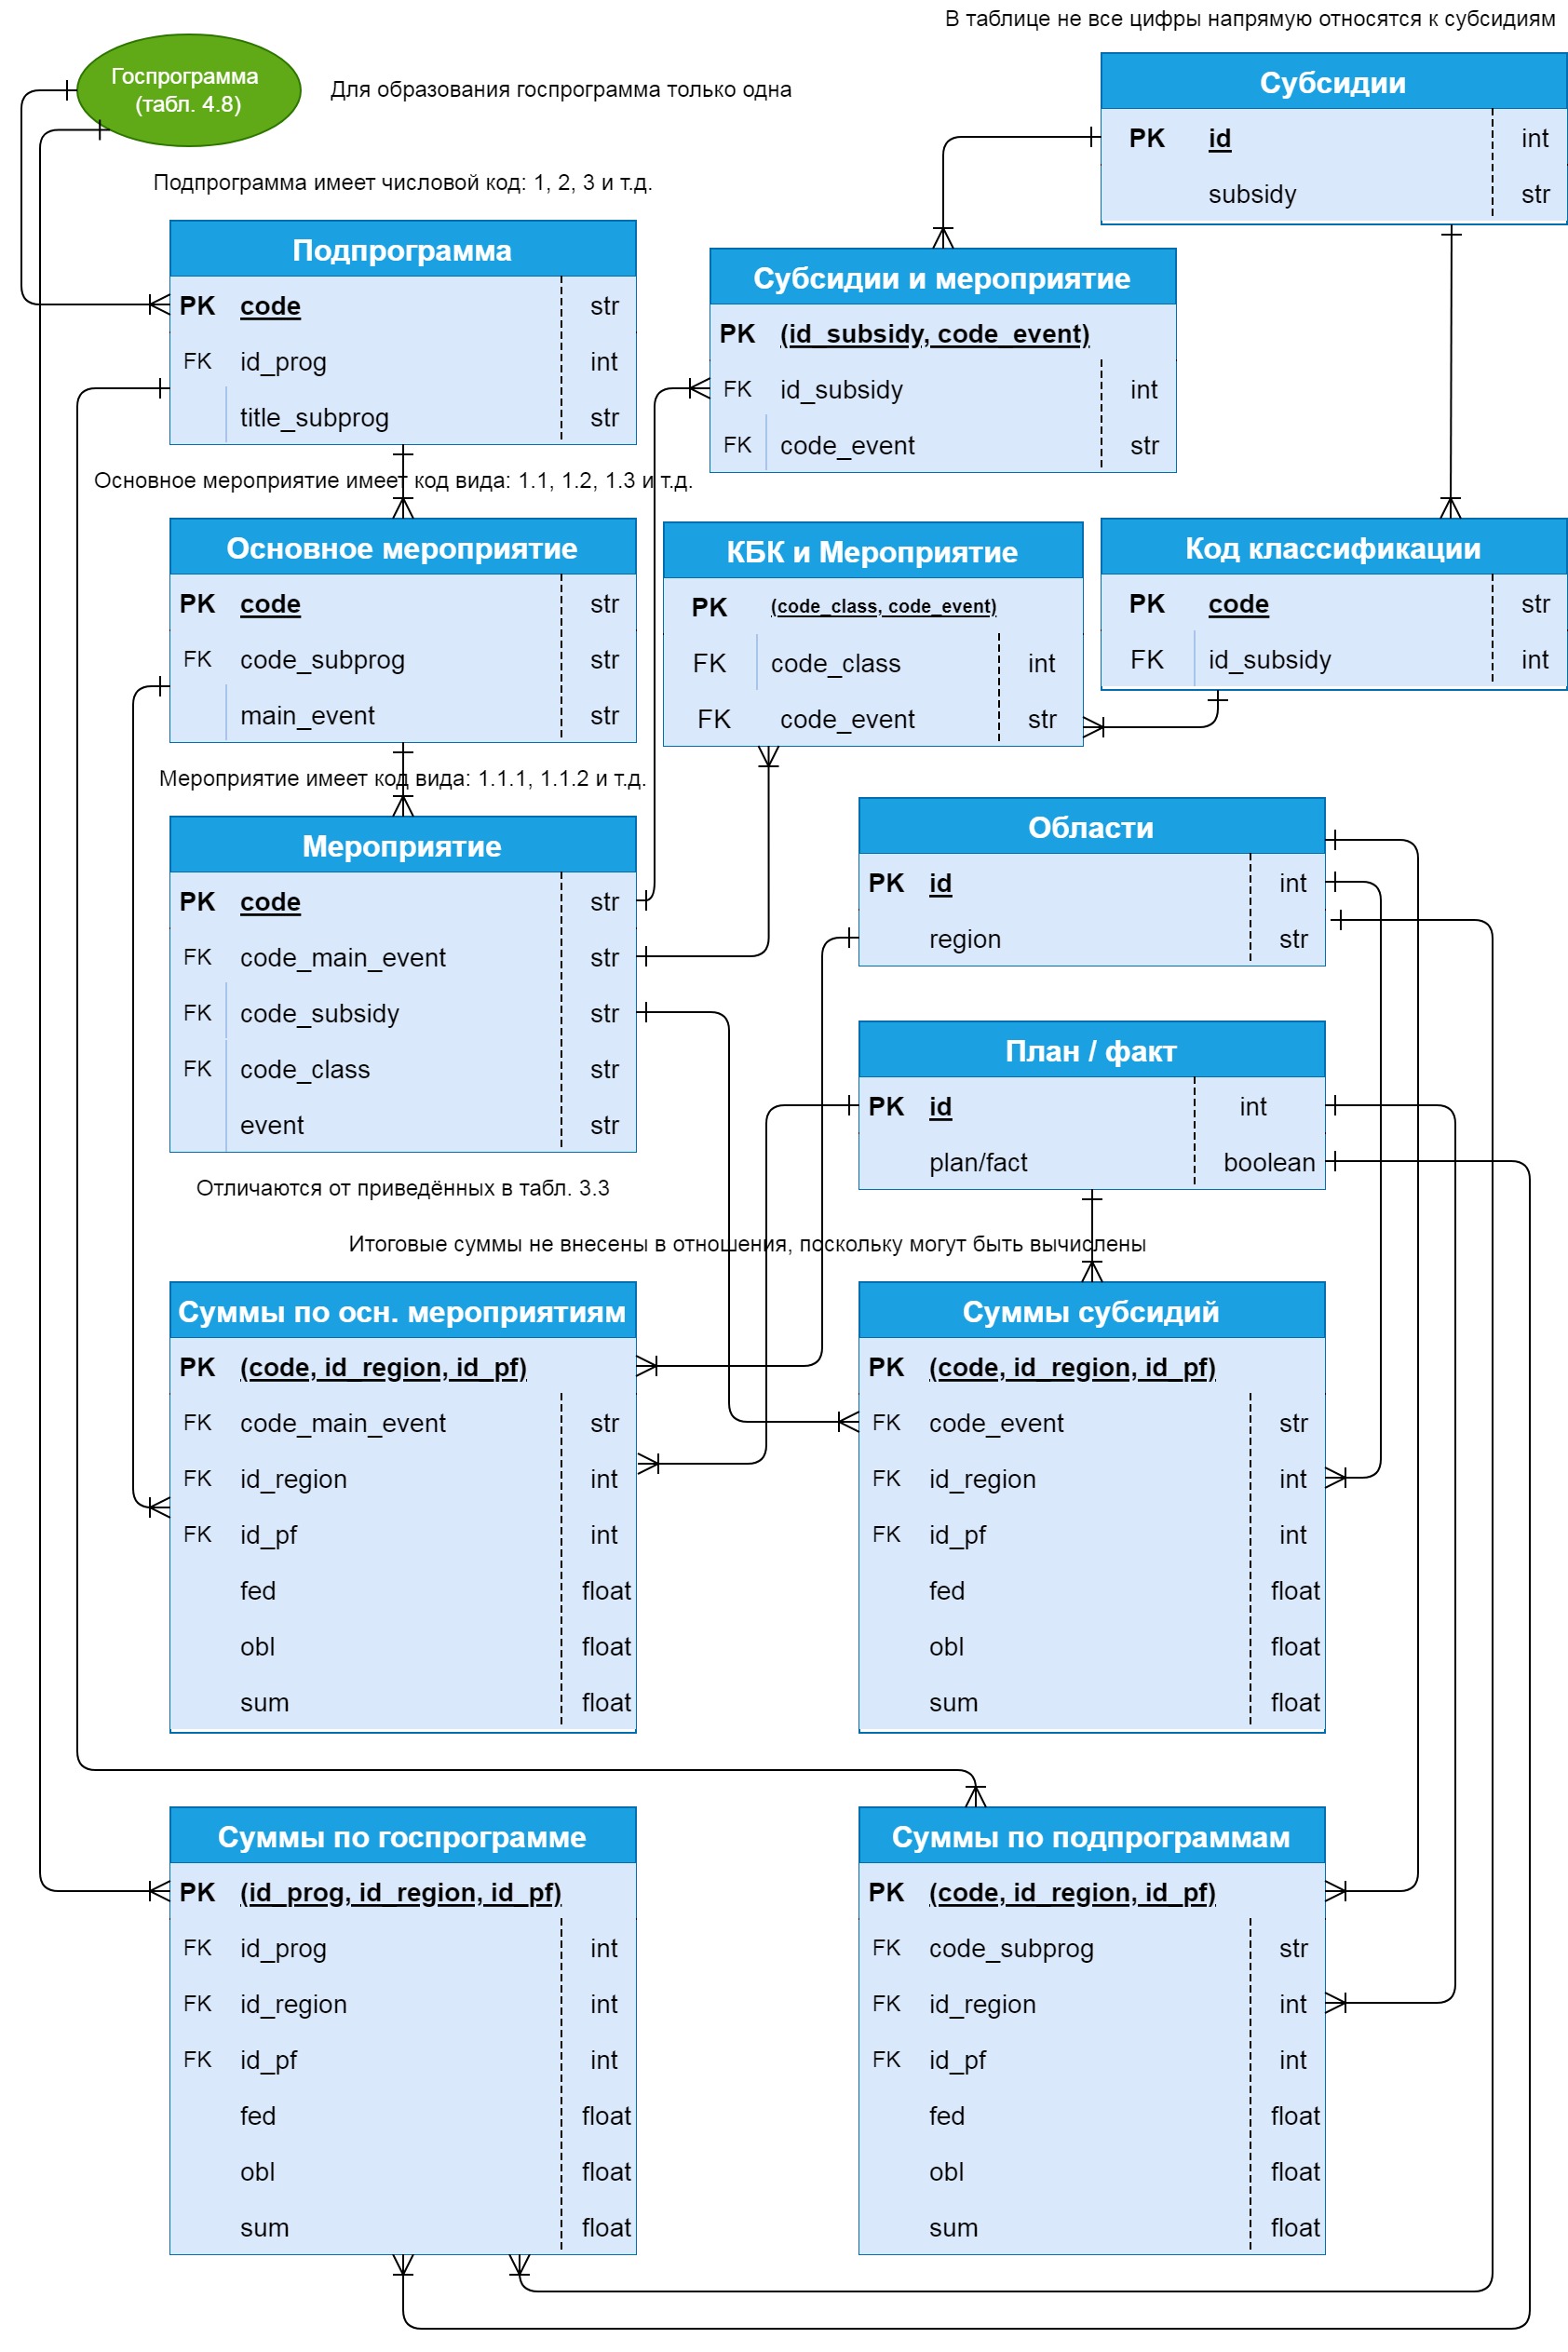 В таблице не все цифры напрямую относятся к субсидиям
Госпрограмма
(табл. 4.8)
Для образования госпрограмма только одна
Субсидии
PK id int
subsidy str
Подпрограмма имеет числовой код: 1, 2, 3 и т.д.
Подпрограмма
PK code str
FK id_prog int
title_subprog str
Субсидии и мероприятие
PK (id_subsidy, code_event)
FK id_subsidy int
FK code_event str
Основное мероприятие имеет код вида: 1.1, 1.2, 1.3 и т.д.
Основное мероприятие
PK code str
FK code_subprog str
main_event str
КБК и Мероприятие
PK (code_class, code_event)
FK code_class int
FK code_event str
Код классификации
PK code str
FK id_subsidy int
Мероприятие имеет код вида: 1.1.1, 1.1.2 и т.д.
Мероприятие
PK code str
FK code_main_event str
FK code_subsidy str
FK code_class str
event str
Области
PK id int
region str
План / факт
PK id int
plan/fact boolean
Отличаются от приведённых в табл. 3.3
Итоговые суммы не внесены в отношения, поскольку могут быть вычислены
Суммы по осн. мероприятиям
PK (code, id_region, id_pf)
FK code_main_event str
FK id_region int
FK id_pf int
fed float
obl float
sum float
Суммы субсидий
PK (code, id_region, id_pf)
FK code_event str
FK id_region int
FK id_pf int
fed float
obl float
sum float
Суммы по госпрограмме
PK (id_prog, id_region, id_pf)
FK id_prog int
FK id_region int
FK id_pf int
fed float
obl float
sum float
Суммы по подпрограммам
PK (code, id_region, id_pf)
FK code_subprog str
FK id_region int
FK id_pf int
fed float
obl float
sum float